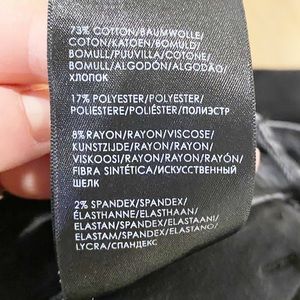 73% COTTON/BAUMWOLLE/
COTON/KATOEN/BOMULD/
BOMULL/PUUVILLA/COTONE/
BOMULL/ALGODÓN/ALGODÃO/
ХЛОПОК
17% POLYESTER/POLYESTER/
POLIESTERE/POLIÉSTER/ПОЛИЭСТР
8%RAYON/RAYON/VISCOSE/
KUNSTZIJDE/RAYON/RAYON/
VISKOOSI/RAYON/RAYON/RAYÓN/
FIBRA SINTÉTICA/ИСКУССТВЕННЫЙ
ШЕЛК
2% SPANDEX/SPANDEX/
ÉLASTHANNE/ELASTHAAN/
ELASTAN/SPANDEX/ELASTAANI/
ELASTAM/SPANDEX/ELASTANO/
LYCRA/СПАНДЕКС